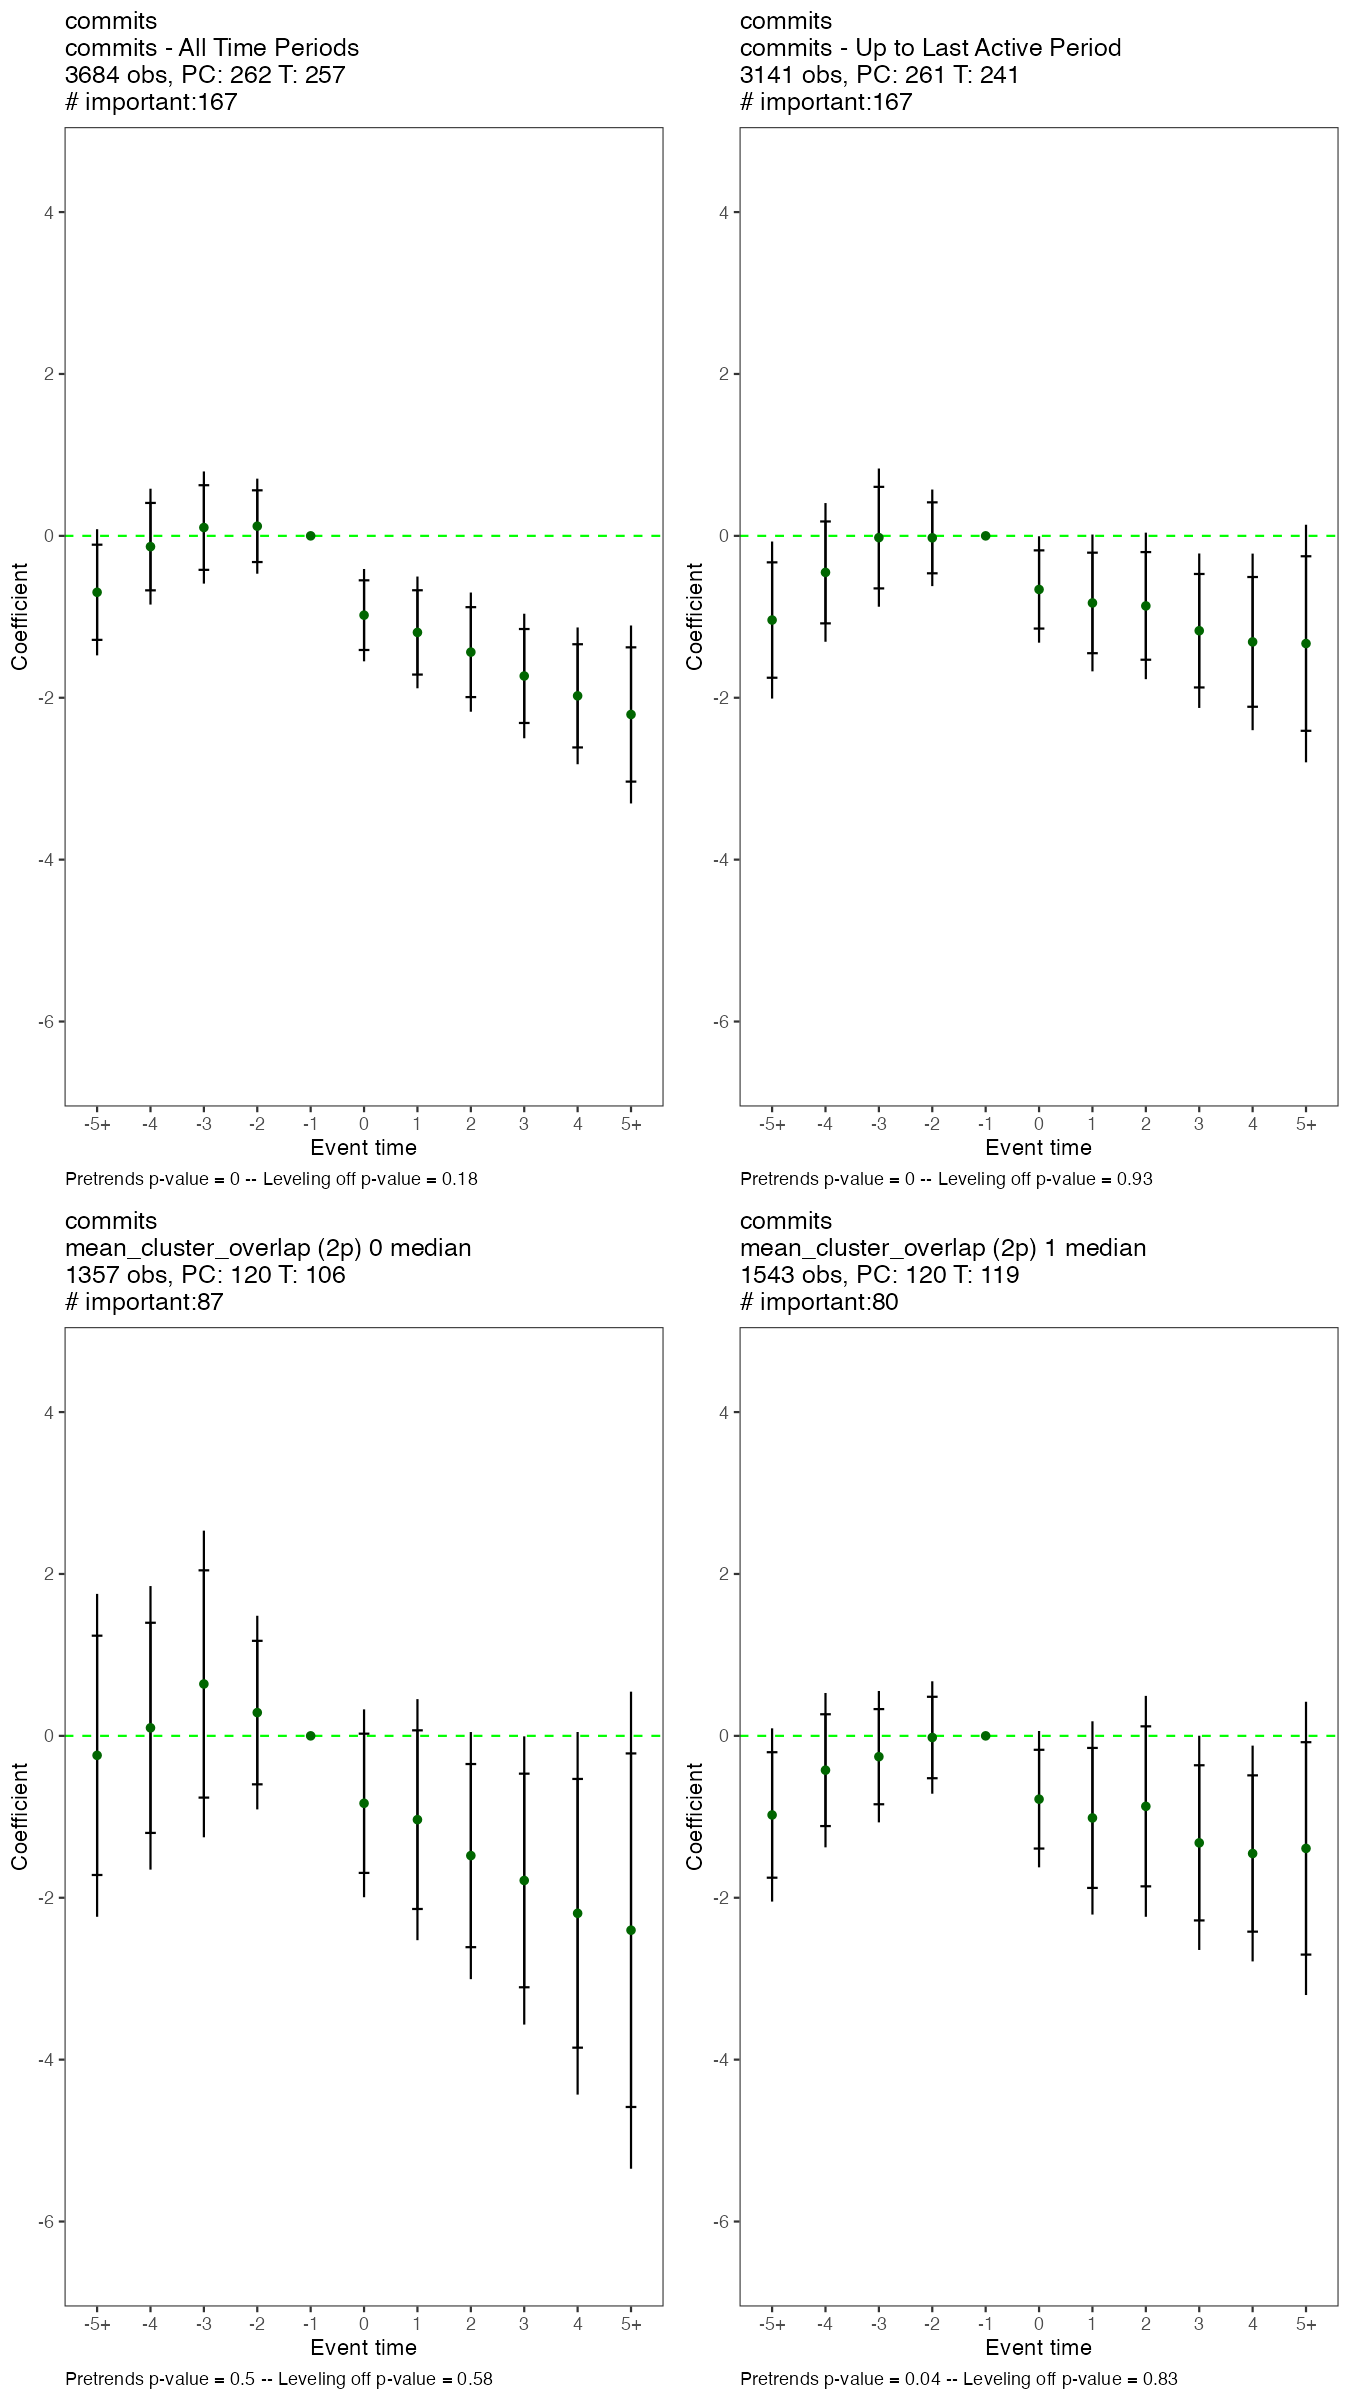 commits
commits - All Time Periods
3684 obs, PC: 262 T: 257
# important:167
4
2
0
-2
-4
-6
Coefficient
-5+ -4 -3 -2 -1 0 1 2 3 4 5+
Event time
Pretrends p-value = 0 -- Leveling off p-value = 0.18
commits
commits - Up to Last Active Period
3141 obs, PC: 261 T: 241
# important:167
4
2
0
-2
-4
-6
Coefficient
-5+ -4 -3 -2 -1 0 1 2 3 4 5+
Event time
Pretrends p-value = 0 -- Leveling off p-value = 0.93
commits
mean_cluster_overlap (2p) 0 median
1357 obs, PC: 120 T: 106
# important:87
4
2
0
-2
-4
-6
Coefficient
-5+ -4 -3 -2 -1 0 1 2 3 4 5+
Event time
Pretrends p-value = 0.5 -- Leveling off p-value = 0.58
commits
mean_cluster_overlap (2p) 1 median
1543 obs, PC: 120 T: 119
# important:80
4
2
0
-2
-4
-6
Coefficient
-5+ -4 -3 -2 -1 0 1 2 3 4 5+
Event time
Pretrends p-value = 0.04 -- Leveling off p-value = 0.83